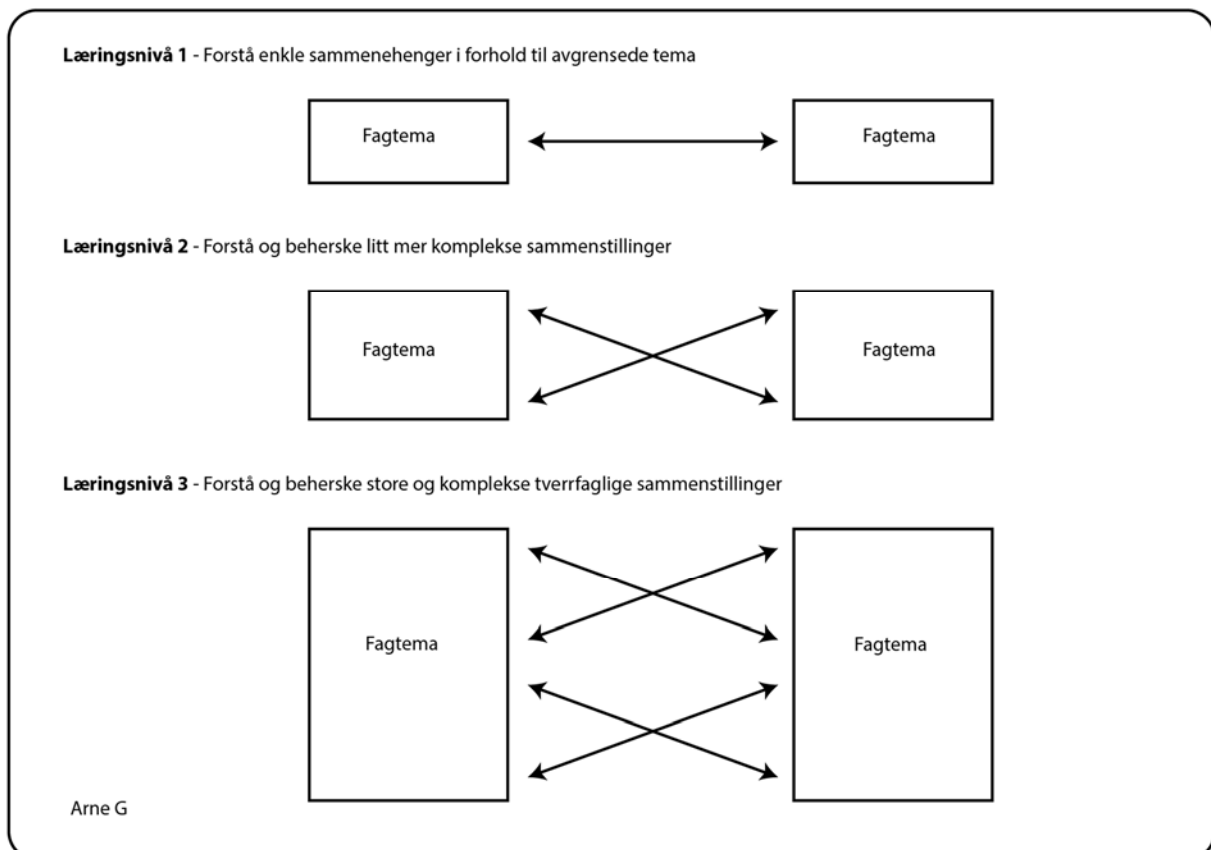 Læringsnivå 1 - Forstå enkle sammenehenger i forhold til avgrensede tema
Fagtema
Fagtema
Læringsnivå 2 - Forstå og beherske litt mer komplekse sammenstillinger
Fagtema
Fagtema
Læringsnivå 3 - Forstå og beherske store og komplekse tverrfaglige sammenstillinger
Fagtema
Fagtema
Arne G